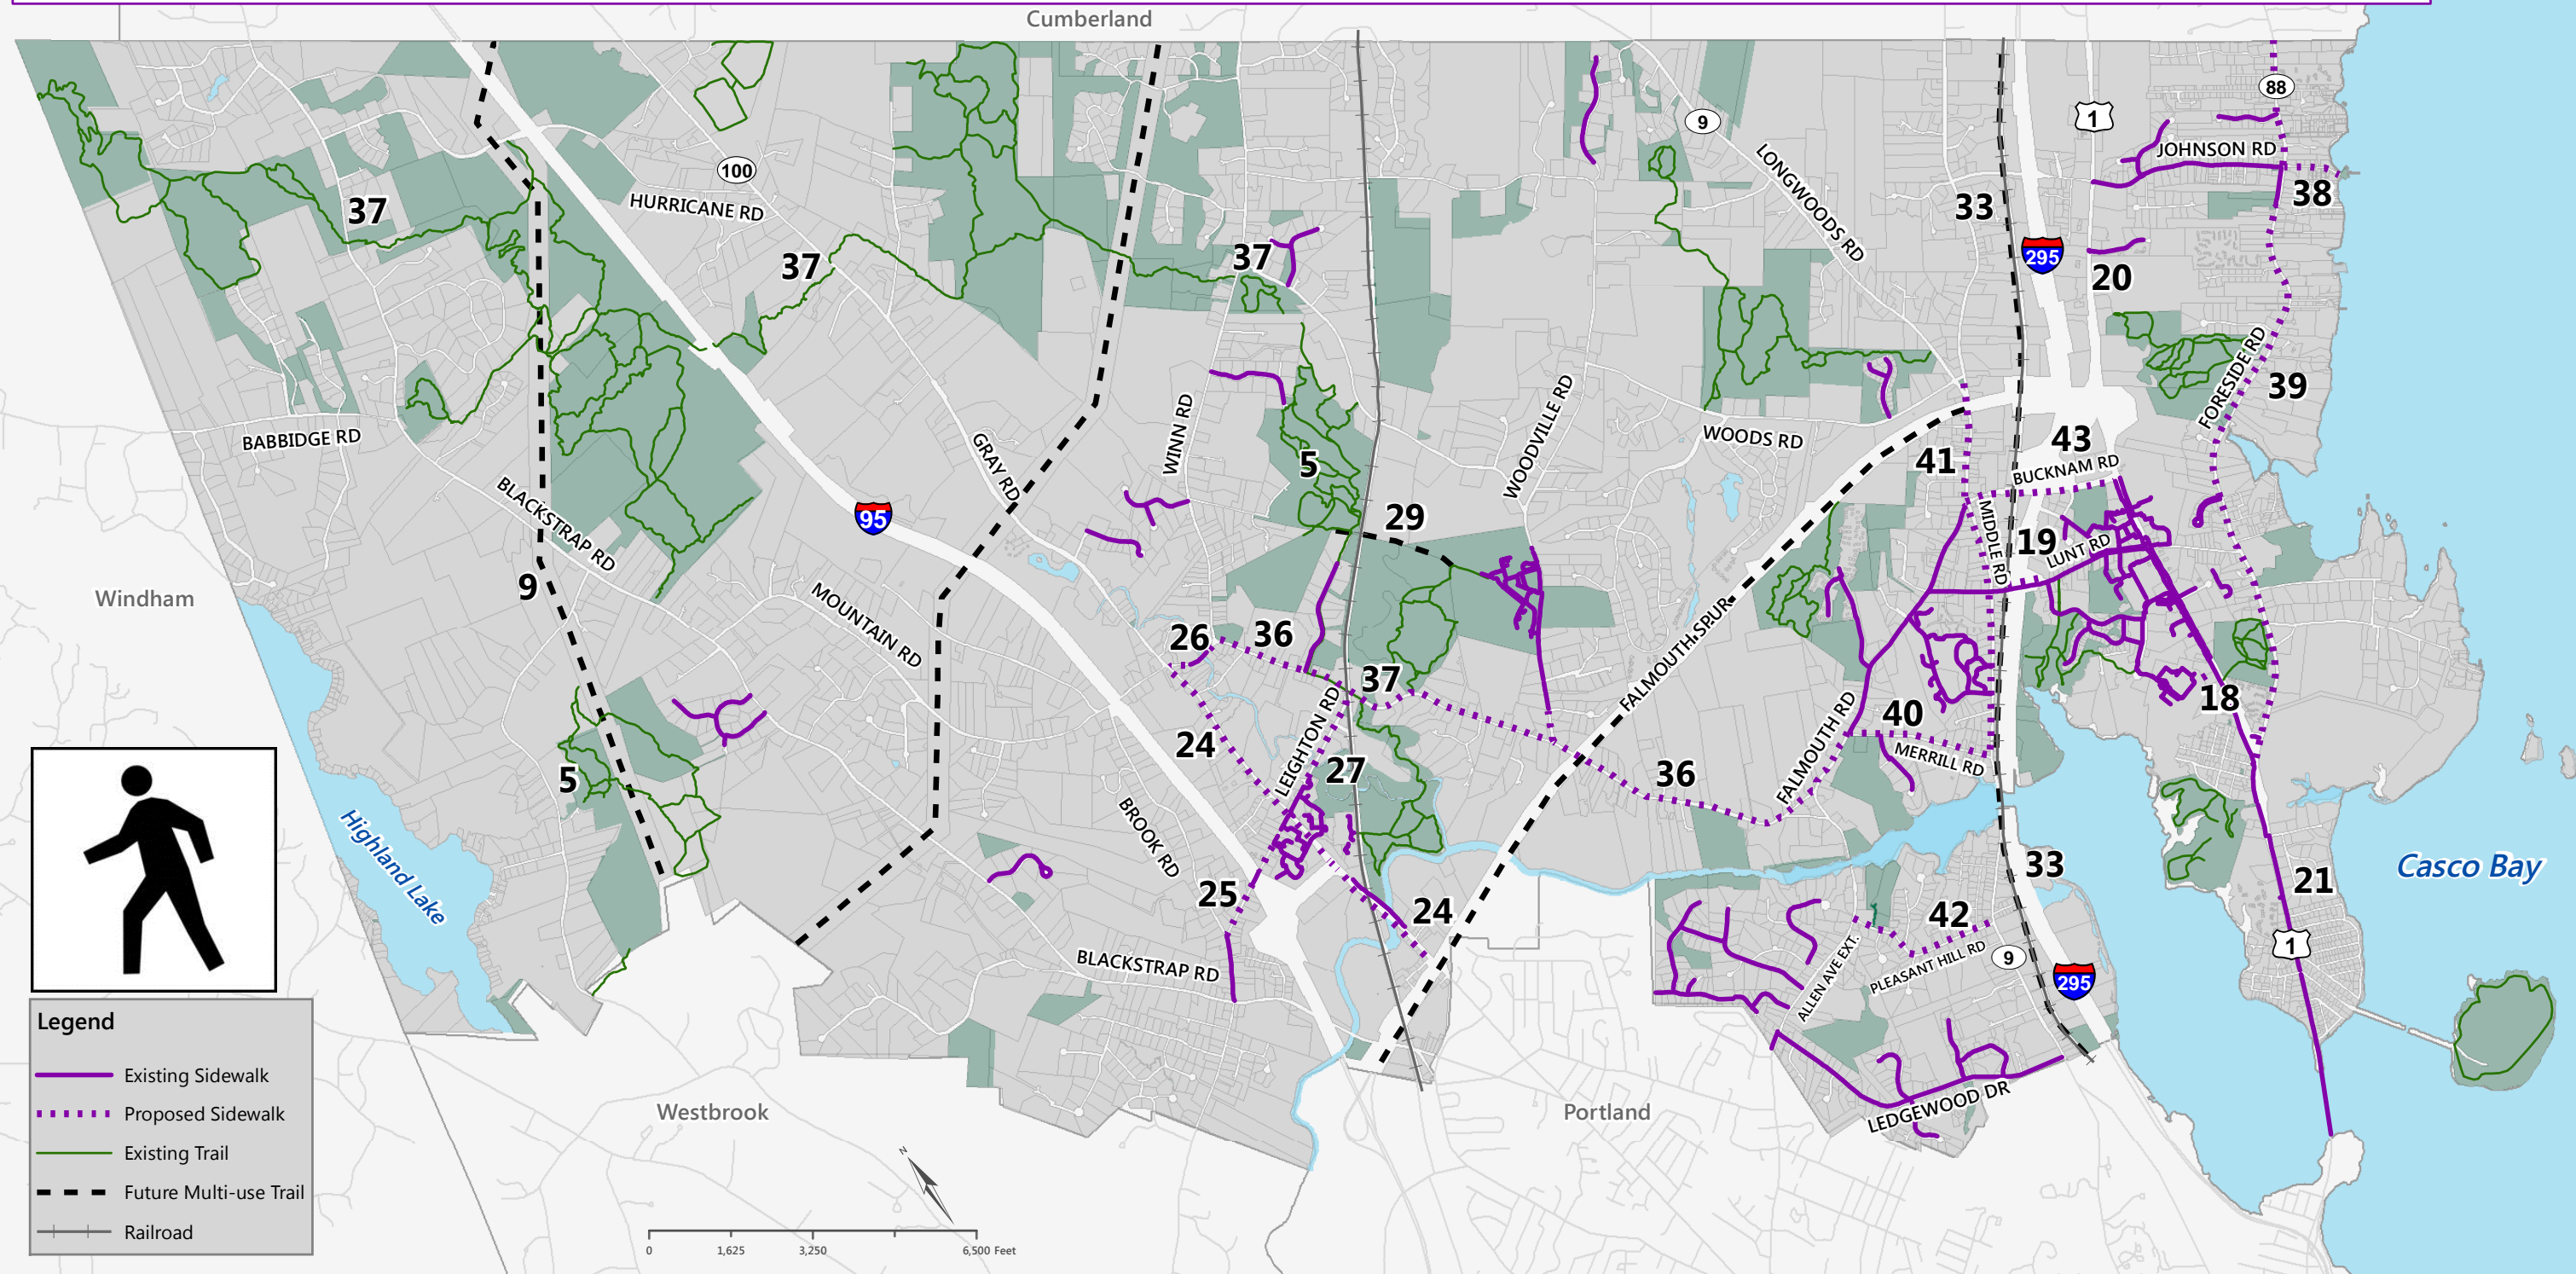 Cumberland
88
1
9
JOHNSON RD
100
38
LONGWOODS RD
HURRICANE RD
37
33
37
37
295
20
FORESIDE RD
39
WINN RD
WOODVILLE RD
BABBIDGE RD
WOODS RD
43
GRAY RD
5
41
BUCKNAM RD
BLACKSTRAP RD
95
29
MIDDLE RD
19
LUNT RD
9
Windham
MOUNTAIN RD
26
36
FALMOUTH SPUR
37
18
LEIGHTON RD
FALMOUTH RD
40
24
MERRILL RD
5
27
36
Highland Lake
BROOK RD
33
Casco Bay
25
24
42
21
ALLEN AVE EXT.
PLEASANT HILL RD
9
1
BLACKSTRAP RD
295
Legend
Existing Sidewalk
Proposed Sidewalk
Existing Trail
Future Multi-use Trail
Railroad
Westbrook
Portland
LEDGEWOOD DR
N
0
1,625
3,250
6,500 Feet